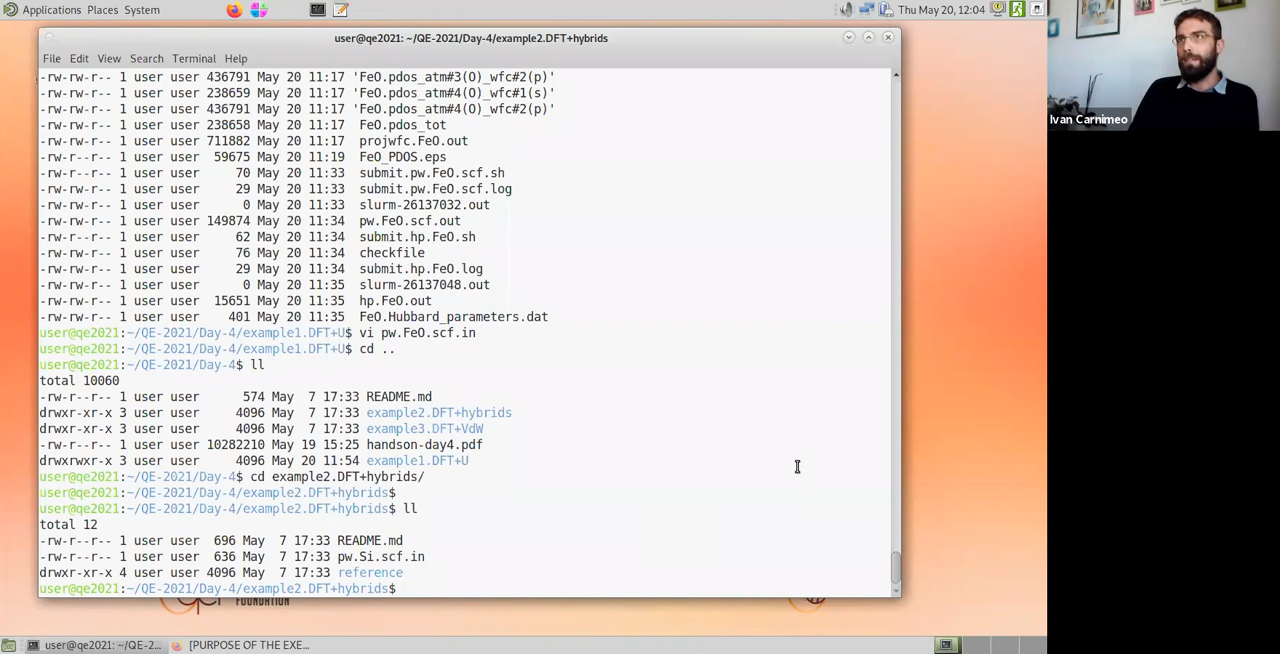 Applications Places System
Thu May 20, 12:04
user@qe2021: ~/QE-2021/Day-4/example2.DFT+hybrids
File Edit View Search Terminal Help
-rw-rw-r-- 1 user user 436791 May 20 11:17 'FeO.pdos_atm#3(O)_wfc#2(p)'
-rw-rw-r-- 1 user user 238659 May 20 11:17 'FeO.pdos_atm#4(O)_wfc#1(s)'
-rw-rw-r-- 1 user user 436791 May 20 11:17 'FeO.pdos_atm#4(O)_wfc#2(p)'
-rw-rw-r-- 1 user user 238658 May 20 11:17 FeO.pdos_tot
-rw-rw-r-- 1 user user 711882 May 20 11:17 projwfc.FeO.out
-rw-rw-r-- 1 user user 59675 May 20 11:19 FeO_PDOS.eps
-rw-rw-r-- 1 user user 70 May 20 11:33 submit.pw.FeO.scf.sh
-rw-rw-r-- 1 user user 29 May 20 11:33 submit.pw.FeO.scf.log
-rw-rw-r-- 1 user user 0 May 20 11:33 slurm-26137032.out
-rw-rw-r-- 1 user user 149874 May 20 11:34 pw.FeO.scf.out
-rw-rw-r-- 1 user user 62 May 20 11:34 submit.hp.FeO.sh
-rw-rw-r-- 1 user user 76 May 20 11:34 checkfile
-rw-rw-r-- 1 user user 29 May 20 11:34 submit.hp.FeO.log
-rw-rw-r-- 1 user user 0 May 20 11:35 slurm-26137048.out
-rw-rw-r-- 1 user user 15651 May 20 11:35 hp.FeO.out
-rw-rw-r-- 1 user user 401 May 20 11:35 FeO.Hubbard_parameters.dat
user@qe2021:~/QE-2021/Day-4/example1.DFT+U$ vi pw.FeO.scf.in
user@qe2021:~/QE-2021/Day-4/example1.DFT+U$ cd ..
user@qe2021:~/QE-2021/Day-4$ ll
total 10060
-rw-r--r-- 1 user user 574 May 7 17:33 README.md
drwxr-xr-x 3 user user 4096 May 7 17:33 example2.DFT+hybrids
drwxr-xr-x 3 user user 4096 May 7 17:33 example3.DFT+VdW
-rw-rw-r-- 1 user user 10282210 May 19 15:25 handson-day4.pdf
drwxrwxr-x 3 user user 4096 May 20 11:54 example1.DFT+U
user@qe2021:~/QE-2021/Day-4$ cd example2.DFT+hybrids/
user@qe2021:~/QE-2021/Day-4/example2.DFT+hybrids$
user@qe2021:~/QE-2021/Day-4/example2.DFT+hybrids$ ll
total 12
-rw-r--r-- 1 user user 696 May 7 17:33 README.md
-rw-r--r-- 1 user user 636 May 7 17:33 pw.Si.scf.in
drwxr-xr-x 4 user user 4096 May 7 17:33 reference
user@qe2021:~/QE-2021/Day-4/example2.DFT+hybrids$
FOUNDATION
user@qe2021: ~/QE-2...
[PURPOSE OF THE EXE...
Ivan Carnimeo